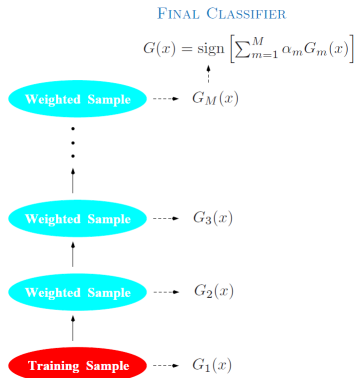 FINAL CLASSIFIER
G(x) = sign [∑_{m=1}^{M} α_m G_m(x)]
Weighted Sample G_M(x)
Weighted Sample G_3(x)
Weighted Sample G_2(x)
Training Sample G_1(x)